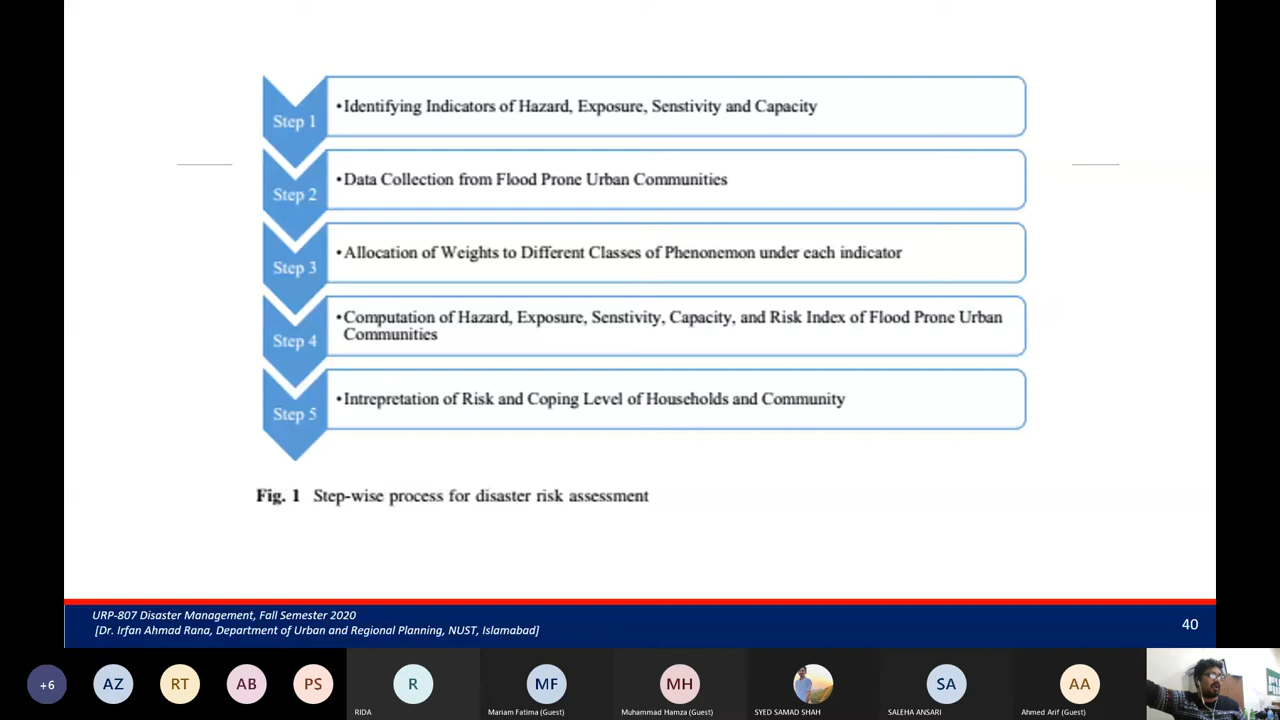 Step 1
•Identifying Indicators of Hazard, Exposure, Senstivity and Capacity
Step 2
•Data Collection from Flood Prone Urban Communities
Step 3
•Allocation of Weights to Different Classes of Phenonemon under each indicator
Step 4
•Computation of Hazard, Exposure, Senstivity, Capacity, and Risk Index of Flood Prone Urban
Communities
Step 5
•Intrepretation of Risk and Coping Level of Households and Community
Fig. 1 Step-wise process for disaster risk assessment
URP-807 Disaster Management, Fall Semester 2020
[Dr. Irfan Ahmad Rana, Department of Urban and Regional Planning, NUST, Islamabad]
40
+6
AZ
RT
AB
PS
R
RIDA
MF
Mariam Fatima (Guest)
MH
Muhammad Hamza (Guest)
SYED SAMAD SHAH
SA
SALEHA ANSARI
AA
Ahmed Arif (Guest)